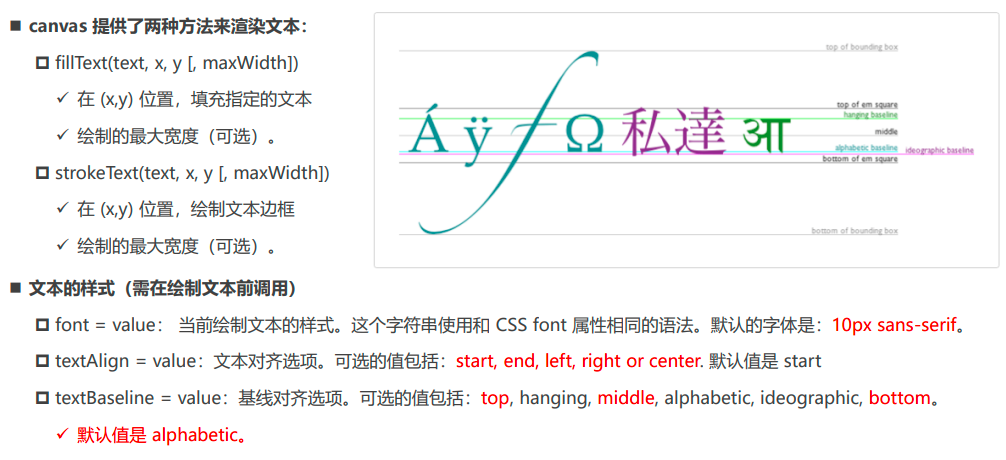 canvas 提供了两种方法来渲染文本：
fillText(text, x, y [, maxWidth])
在 (x,y) 位置，填充指定的文本
绘制的最大宽度（可选）。
strokeText(text, x, y [, maxWidth])
在 (x,y) 位置，绘制文本边框
绘制的最大宽度（可选）。
top of bounding box
top of em square
hanging baseline
middle
alphabetic baseline
ideographic baseline
bottom of em square
bottom of bounding box
Á ÿ ƒ Ω 私達 आ
文本的样式（需在绘制文本前调用）
font = value： 当前绘制文本的样式。这个字符串使用和 CSS font 属性相同的语法。默认的字体是：10px sans-serif。
textAlign = value：文本对齐选项。可选的值包括：start, end, left, right or center. 默认值是 start
textBaseline = value：基线对齐选项。可选的值包括：top, hanging, middle, alphabetic, ideographic, bottom。
默认值是 alphabetic。